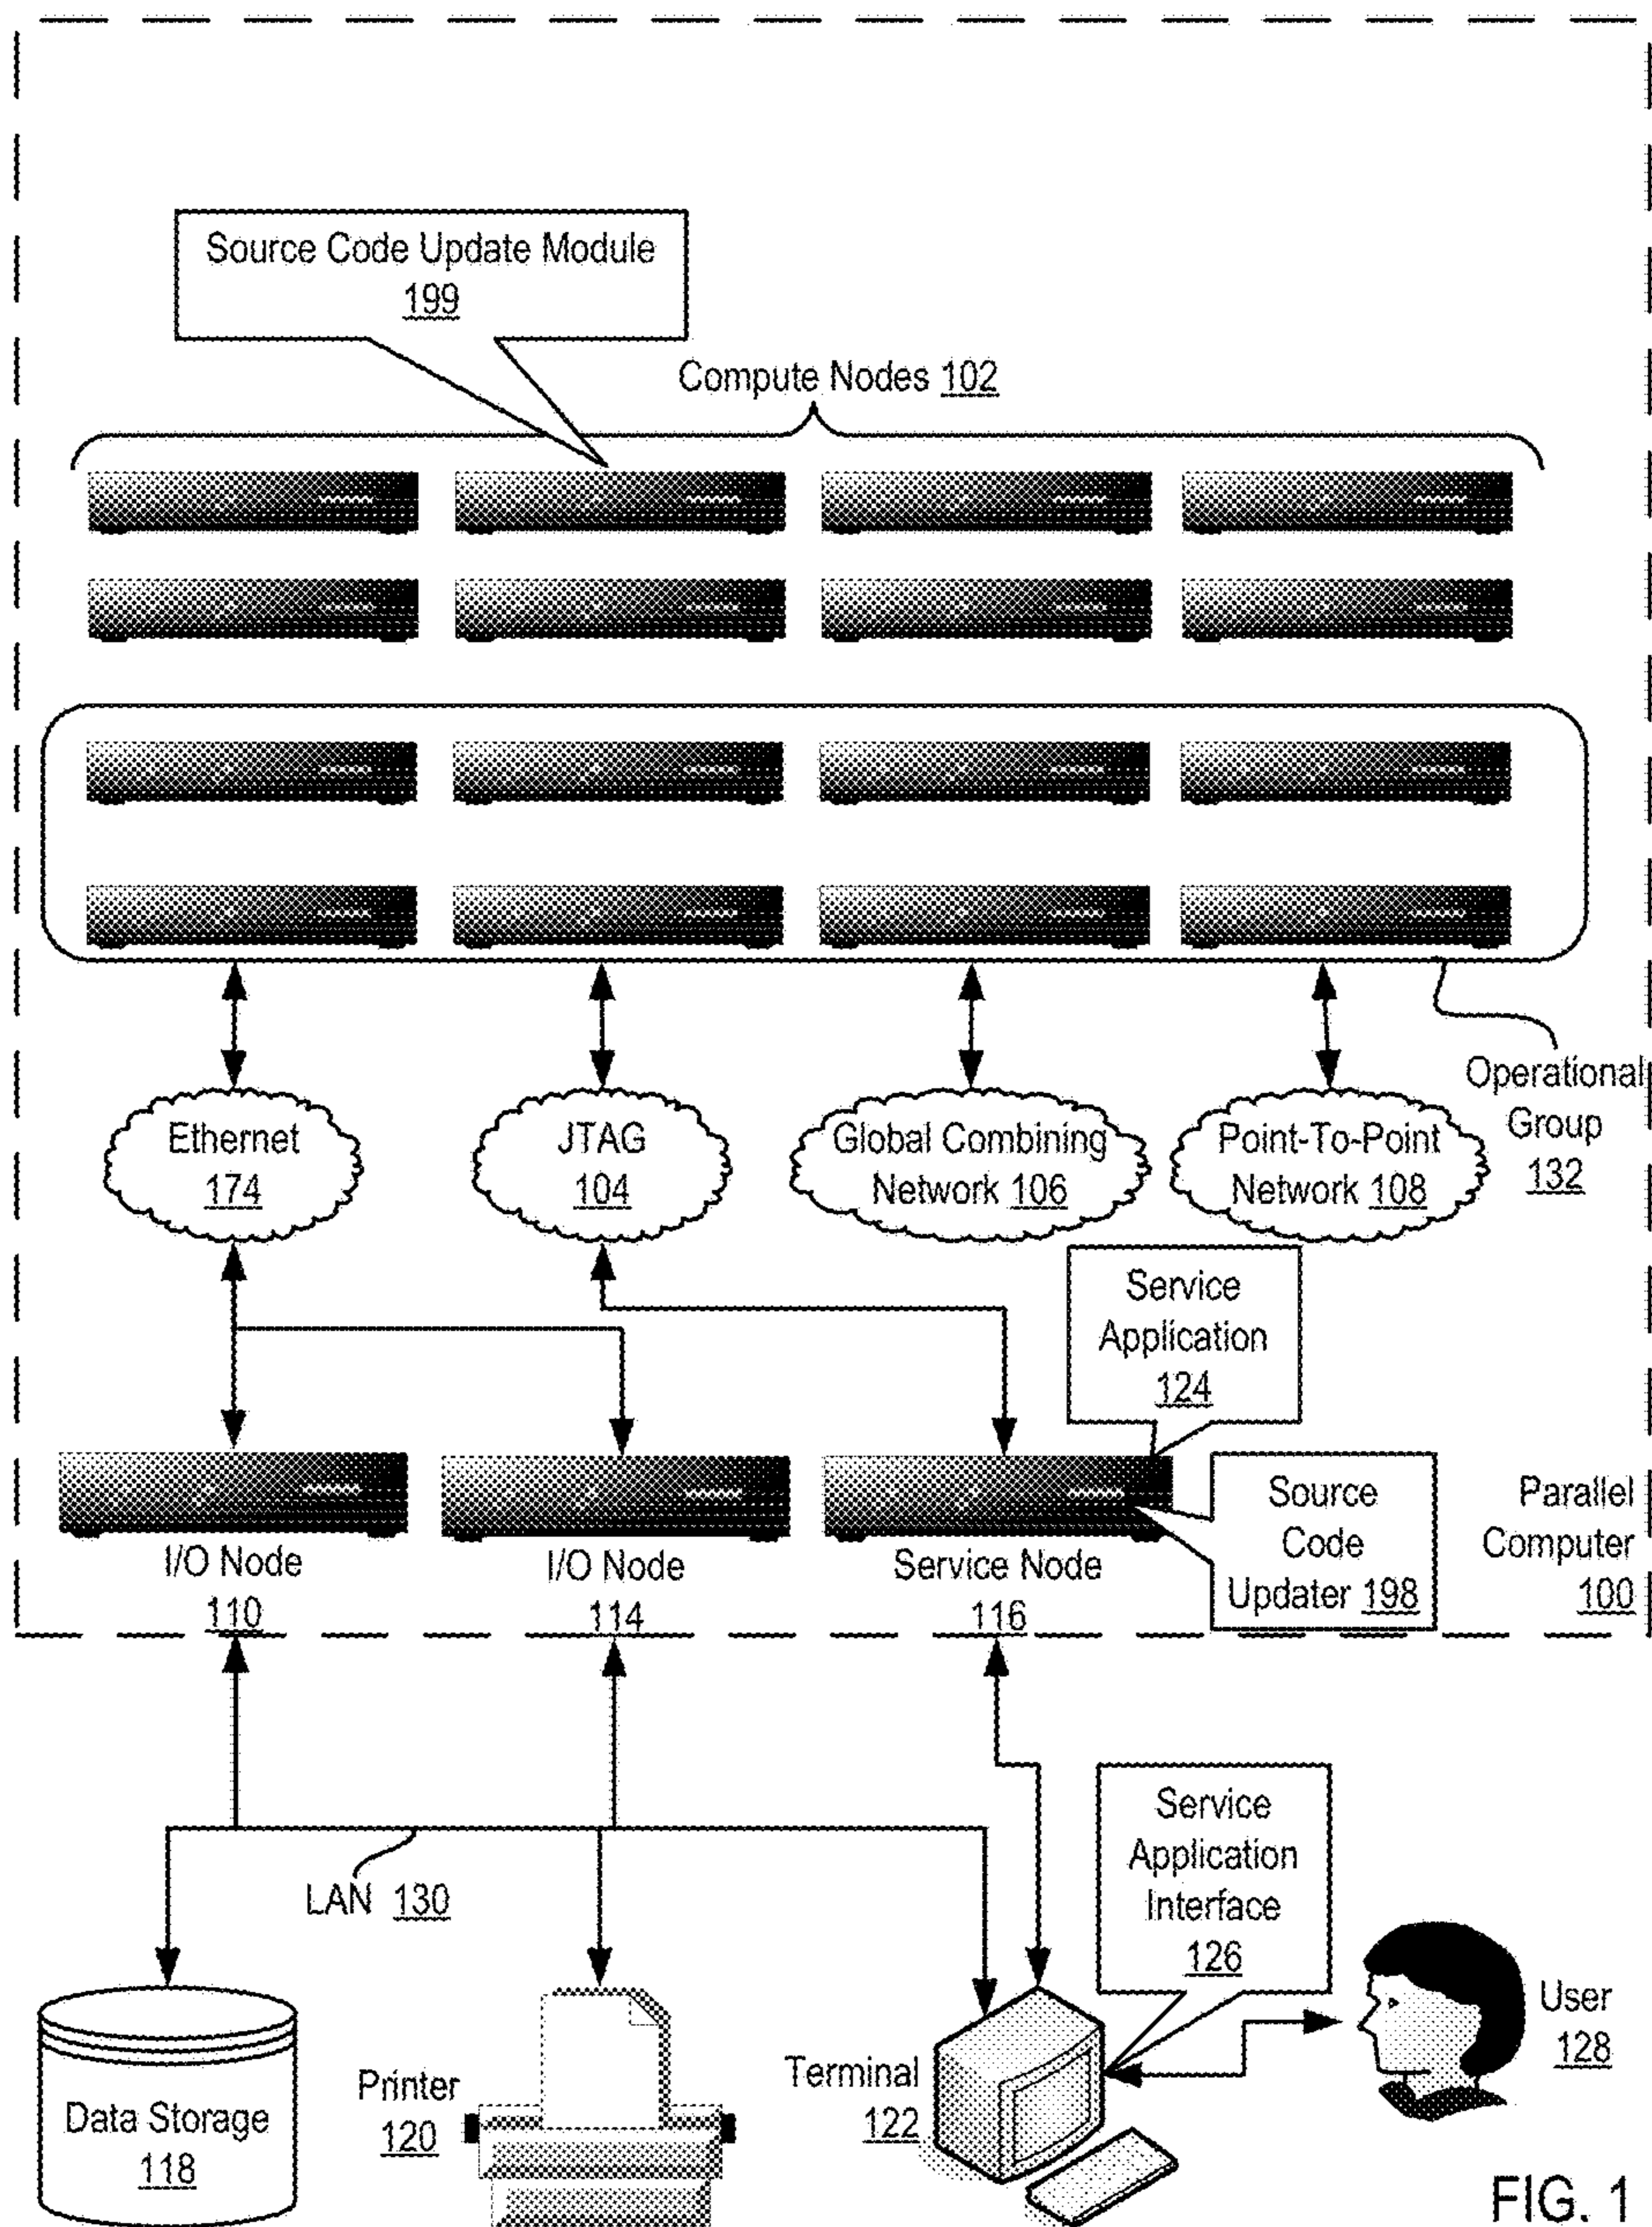 Source Code Update Module
199
Compute Nodes 102
Operational
Group
132
Ethernet
174
JTAG
104
Global Combining
Network 106
Point-To-Point
Network 108
Service
Application
124
Source
Code
Updater 198
Parallel
Computer
100
I/O Node
110
I/O Node
114
Service Node
116
LAN 130
Service
Application
Interface
126
User
128
Data Storage
118
Printer
120
Terminal
122
FIG. 1